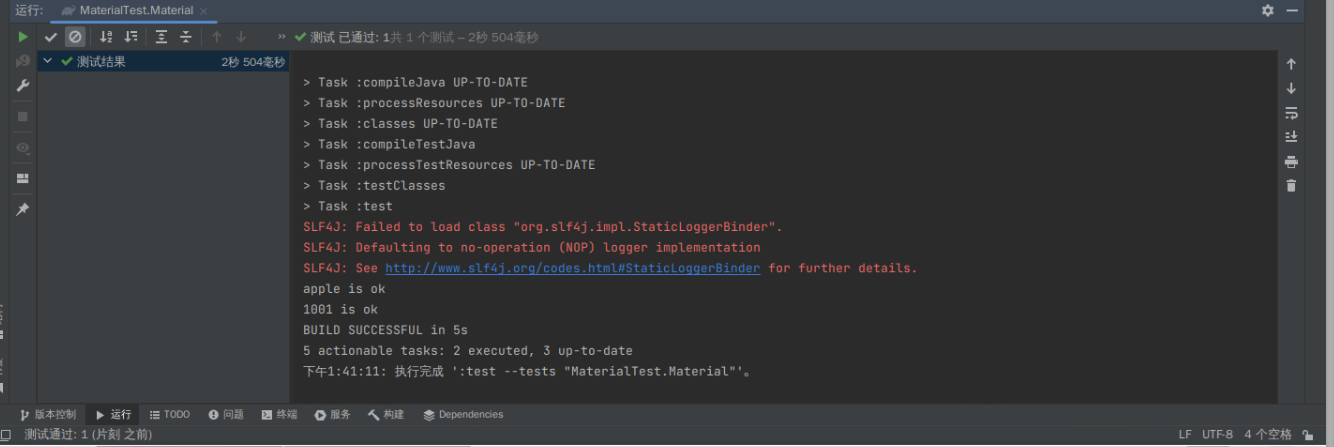 运行: MaterialTest.Material
» 测试 已通过: 1共 1 个测试 – 2秒 504毫秒
测试结果 2秒 504毫秒
> Task :compileJava UP-TO-DATE
> Task :processResources UP-TO-DATE
> Task :classes UP-TO-DATE
> Task :compileTestJava
> Task :processTestResources UP-TO-DATE
> Task :testClasses
> Task :test
SLF4J: Failed to load class "org.slf4j.impl.StaticLoggerBinder".
SLF4J: Defaulting to no-operation (NOP) logger implementation
SLF4J: See http://www.slf4j.org/codes.html#StaticLoggerBinder for further details.
apple is ok
1001 is ok
BUILD SUCCESSFUL in 5s
5 actionable tasks: 2 executed, 3 up-to-date
下午1:41:11: 执行完成 ':test --tests "MaterialTest.Material"'。
版本控制 运行 TODO 问题 终端 服务 构建 Dependencies
测试通过: 1 (片刻 之前) LF UTF-8 4 个空格